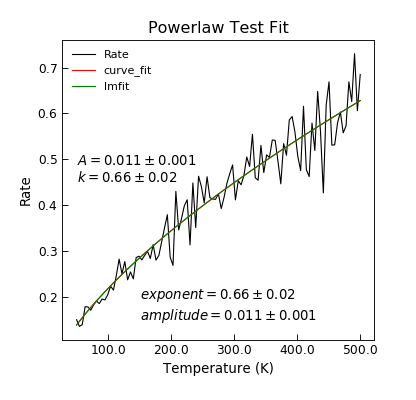 Powerlaw Test Fit
Rate
curve_fit
lmfit
A = 0.011 ± 0.001
k = 0.66 ± 0.02
exponent = 0.66 ± 0.02
amplitude = 0.011 ± 0.001
Rate
0.7
0.6
0.5
0.4
0.3
0.2
100.0 200.0 300.0 400.0 500.0
Temperature (K)